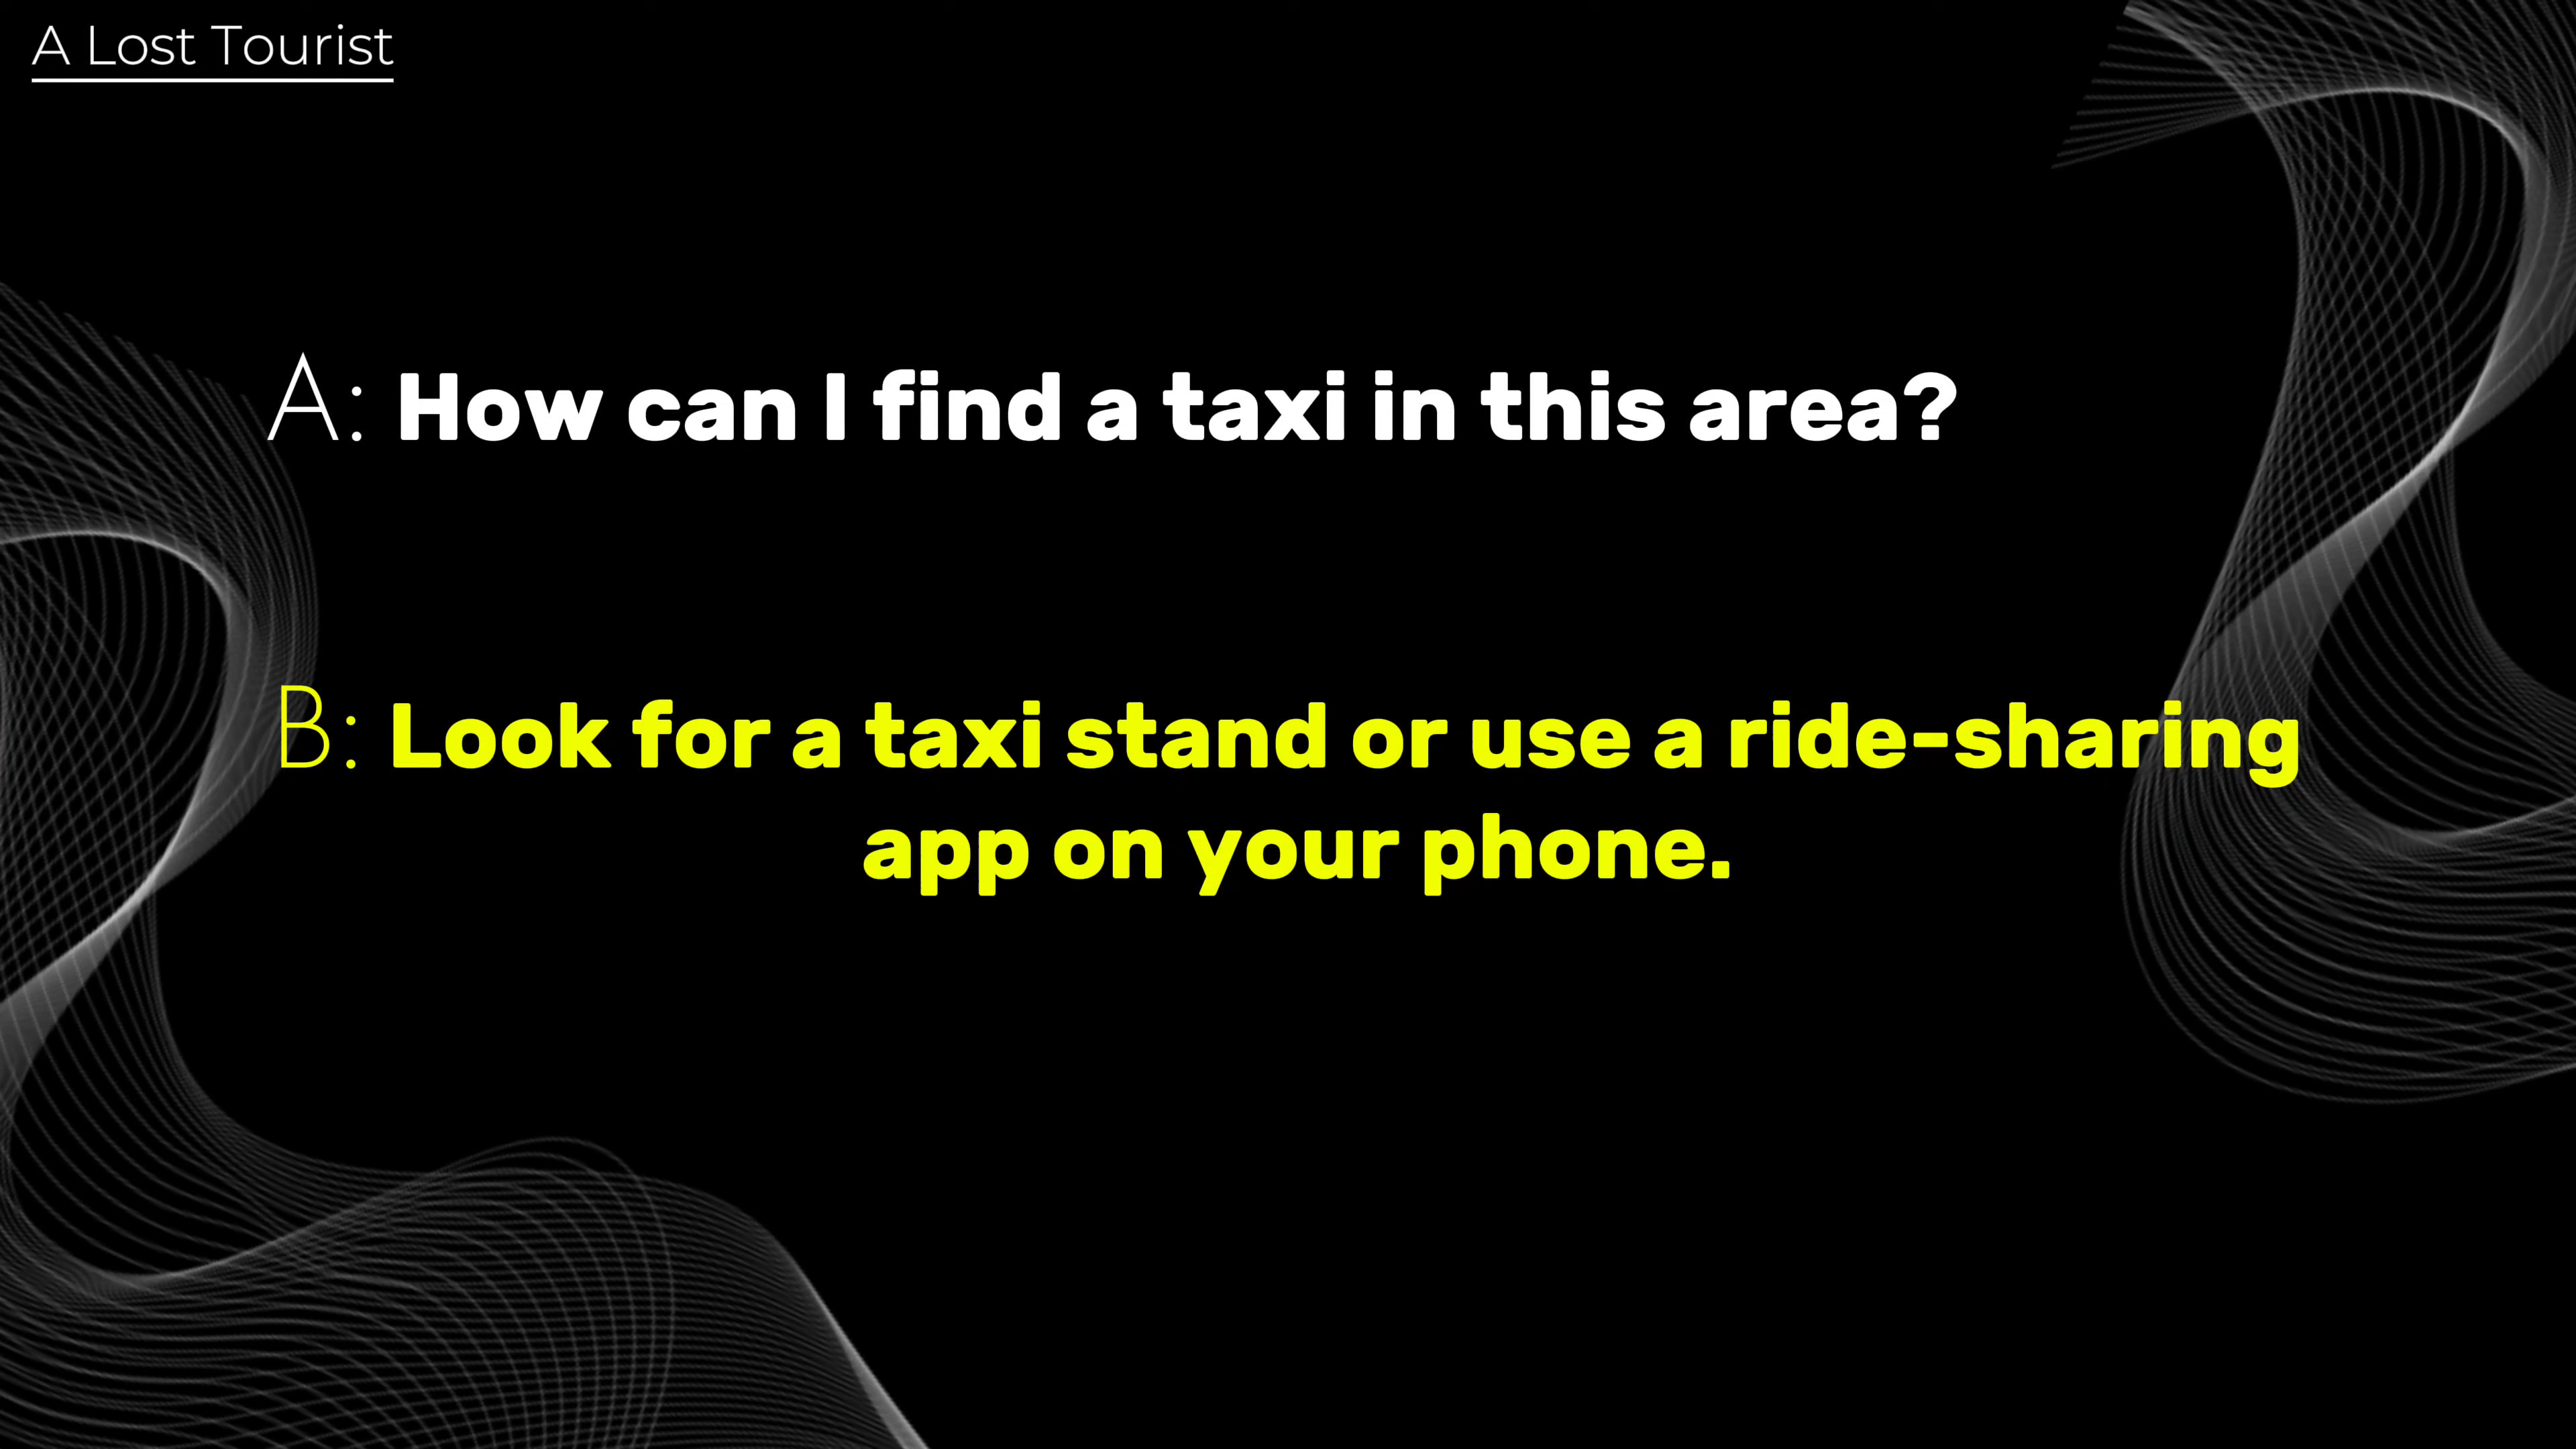 A Lost Tourist
A: How can I find a taxi in this area?
B: Look for a taxi stand or use a ride-sharing
app on your phone.